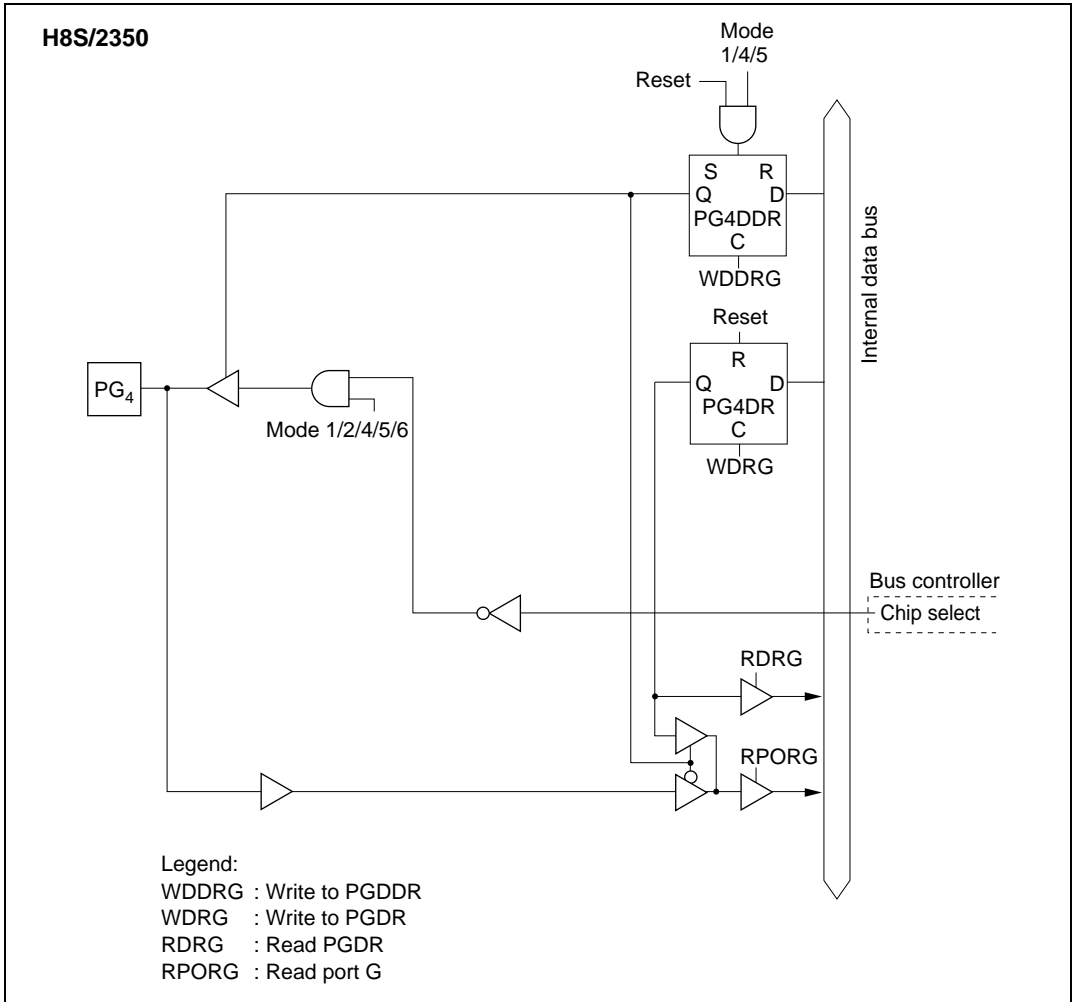 H8S/2350
Mode
1/4/5
Reset
S R
Q D
PG4DDR
C
WDDRG
Reset
R
Q D
PG4DR
C
WDRG
Internal data bus
PG4
Mode 1/2/4/5/6
Bus controller
Chip select
RDRG
RPORG
Legend:
WDDRG : Write to PGDDR
WDRG : Write to PGDR
RDRG : Read PGDR
RPORG : Read port G